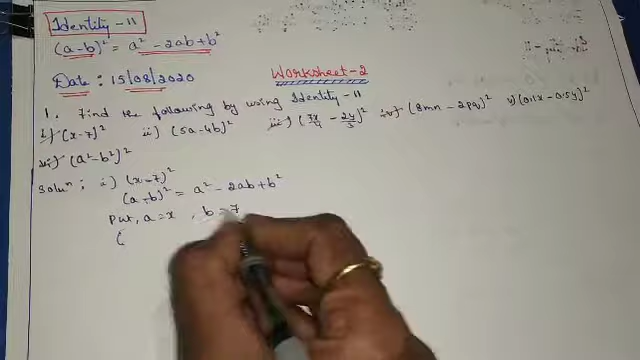 Identity - II
(a-b)² = a² - 2ab + b²
Date : 15/08/2020
Worksheet-2
1. Find the following by using Identity - II
i) (x-7)² ii) (5a-4b)² iii) (3x/4 - 2y/3)² iv) (8mn - 2pq)² v) (0.1x - 0.5y)²
vi) (a²-b²)²
Soluⁿ : i) (x-7)²
(a-b)² = a² - 2ab + b²
Put, a = x , b = 7
(